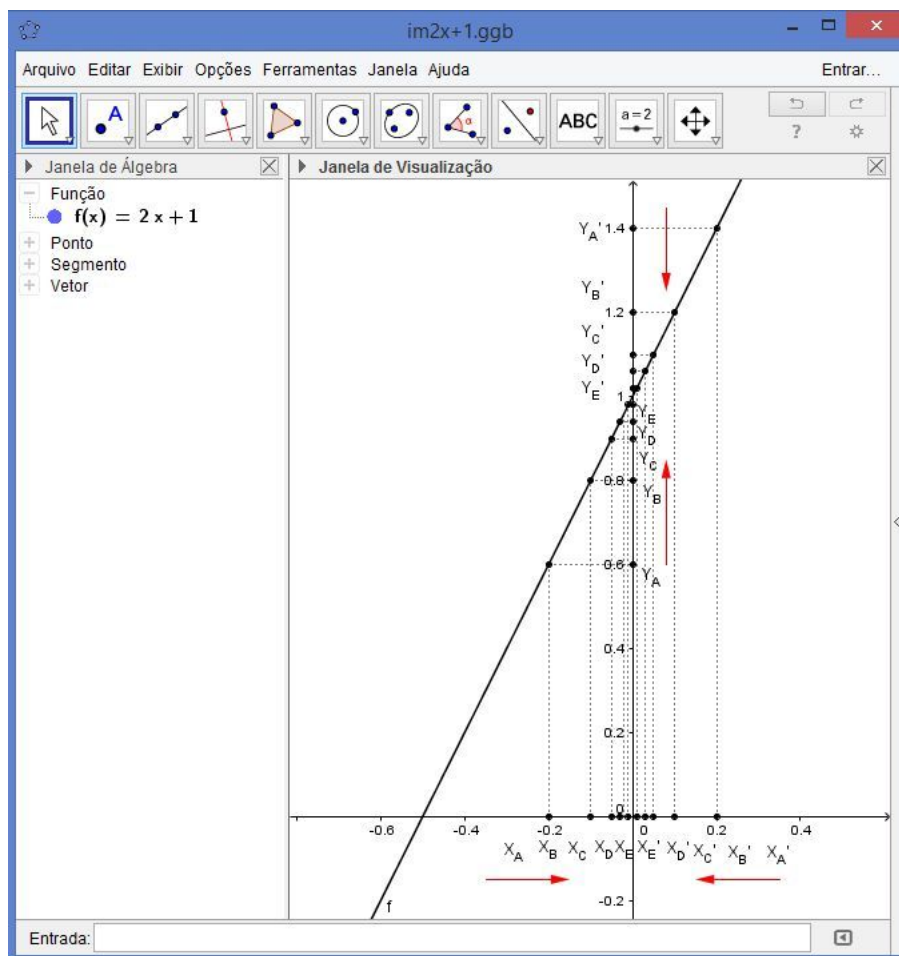 im2x+1.ggb
Arquivo Editar Exibir Opções Ferramentas Janela Ajuda Entrar...
A α ABC a=2 ?
Janela de Álgebra
Função
f(x) = 2 x + 1
Ponto
Segmento
Vetor
Janela de Visualização
Y_A' 1.4
Y_B'
1.2
Y_C'
Y_D'
Y_E' 1
Y_E
Y_D
Y_C
0.8 Y_B
0.6 Y_A
0.4
0.2
0
-0.6 -0.4 -0.2 0 0.2 0.4
X_A X_B X_C X_D X_E X_E' X_D' X_C' X_B' X_A'
-0.2
f
Entrada: